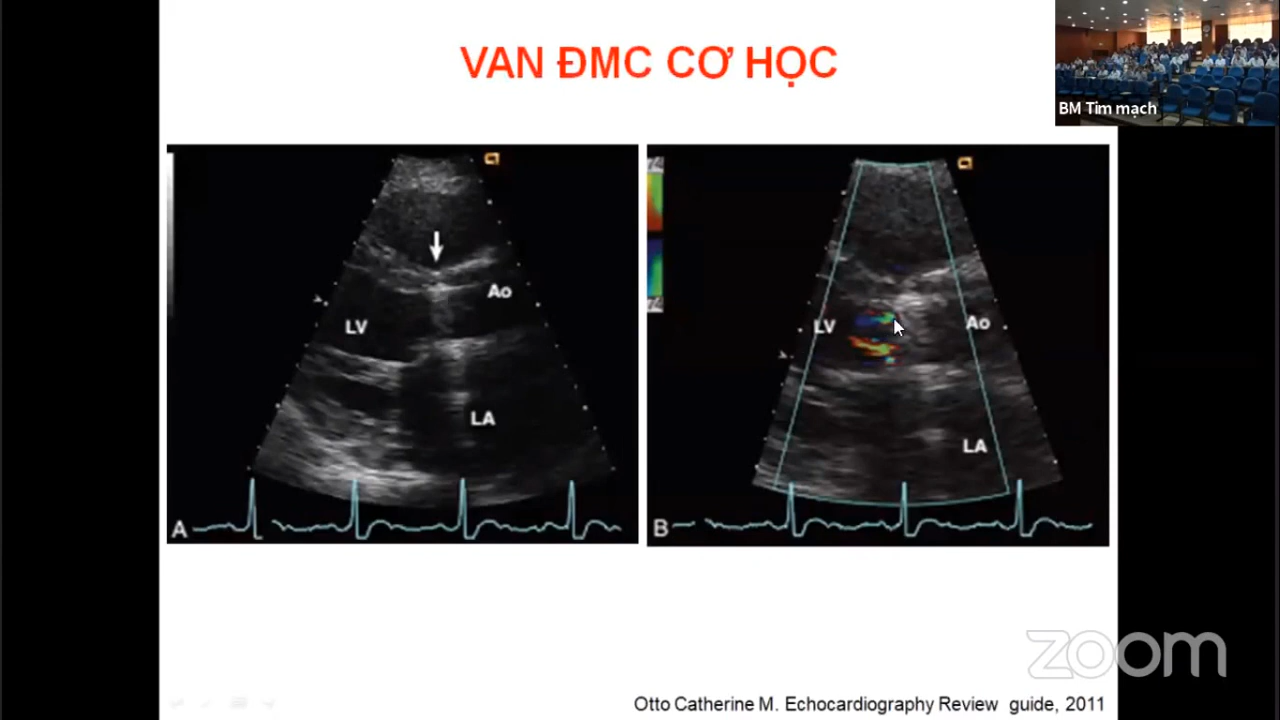 VAN ĐMC CƠ HỌC
BM Tim mạch
LV
Ao
LA
A
LV
Ao
LA
B
zoom
Otto Catherine M. Echocardiography Review guide, 2011